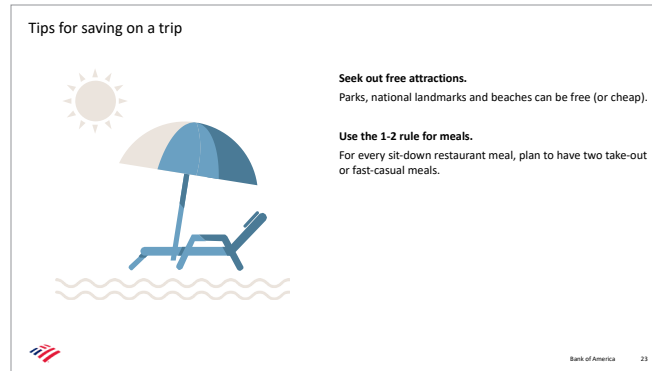 Tips for saving on a trip
Seek out free attractions.
Parks, national landmarks and beaches can be free (or cheap).
Use the 1-2 rule for meals.
For every sit-down restaurant meal, plan to have two take-out
or fast-casual meals.
Bank of America 23